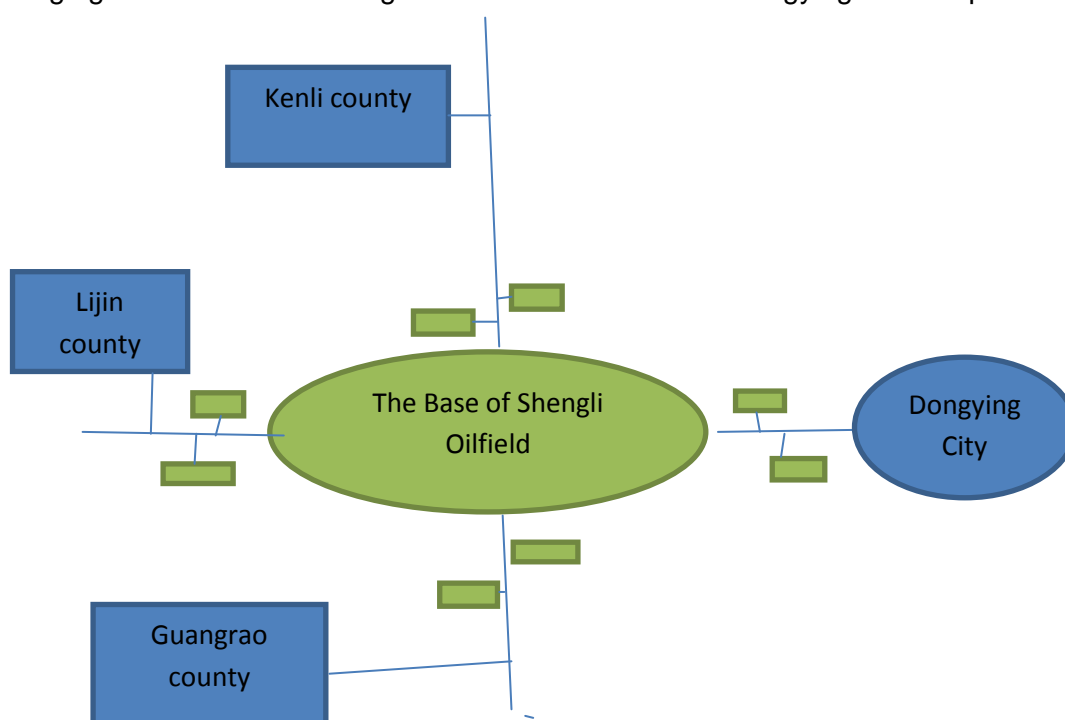 Kenli county
Lijin
county
The Base of Shengli
Oilfield
Dongying
City
Guangrao
county